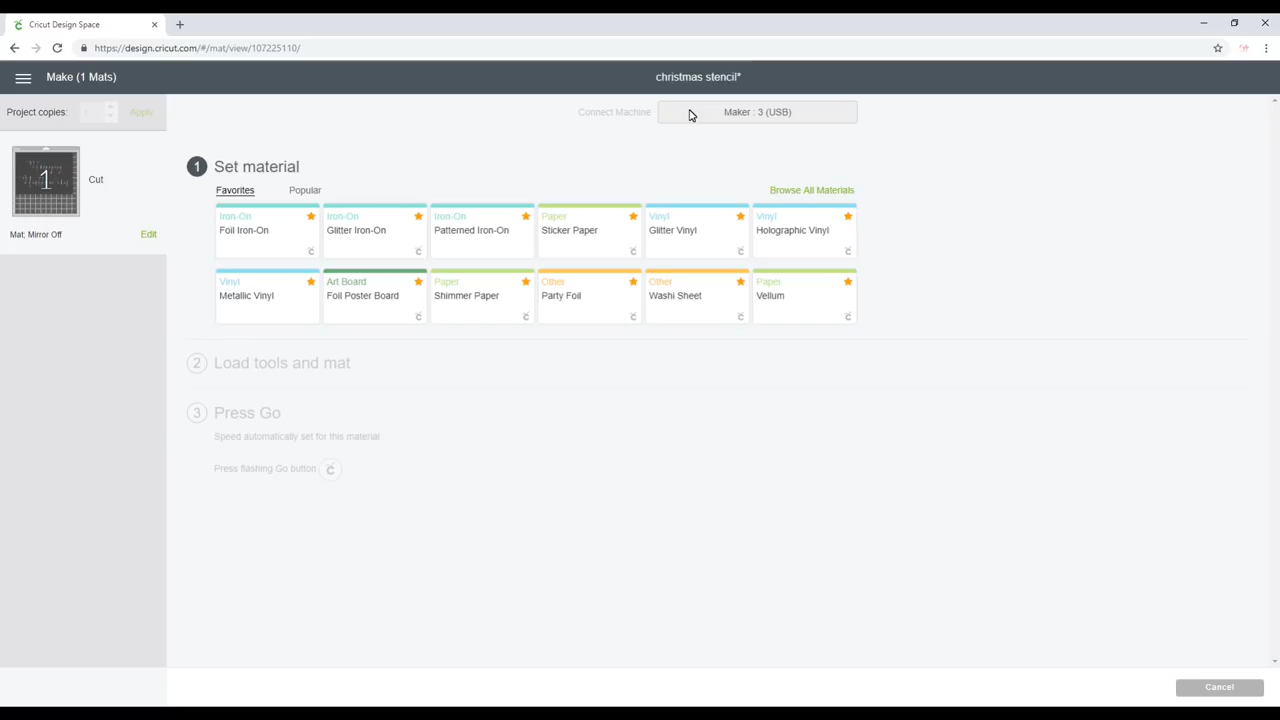 Cricut Design Space
https://design.cricut.com/#/mat/view/107225110/
Make (1 Mats)
christmas stencil*
Project copies:
1
Apply
Connect Machine
Maker : 3 (USB)
1
Cut
Mat; Mirror Off
Edit
1 Set material
Favorites
Popular
Browse All Materials
Iron-On
Foil Iron-On
Iron-On
Glitter Iron-On
Iron-On
Patterned Iron-On
Paper
Sticker Paper
Vinyl
Glitter Vinyl
Vinyl
Holographic Vinyl
Vinyl
Metallic Vinyl
Art Board
Foil Poster Board
Paper
Shimmer Paper
Other
Party Foil
Other
Washi Sheet
Paper
Vellum
2 Load tools and mat
3 Press Go
Speed automatically set for this material
Press flashing Go button
Cancel